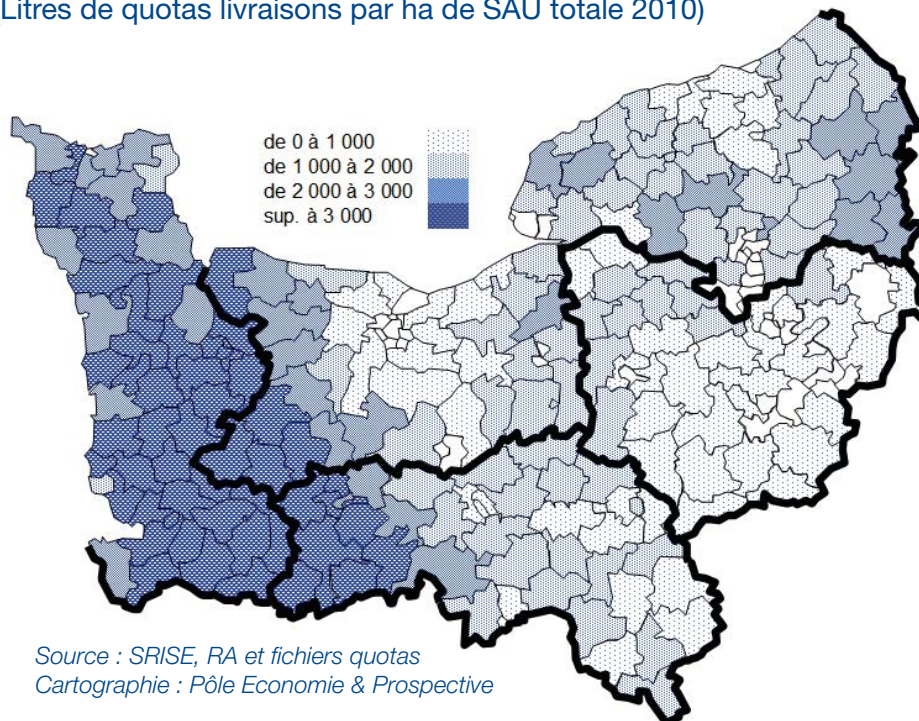 Litres de quotas livraisons par ha de SAU totale 2010)
de 0 à 1 000
de 1 000 à 2 000
de 2 000 à 3 000
sup. à 3 000
Source : SRISE, RA et fichiers quotas
Cartographie : Pôle Economie & Prospective